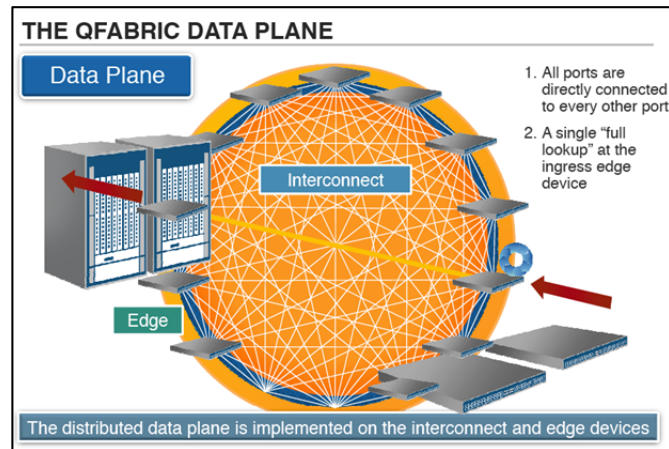 THE QFABRIC DATA PLANE
Data Plane
1. All ports are
directly connected
to every other port
2. A single “full
lookup” at the
ingress edge
device
Interconnect
Edge
The distributed data plane is implemented on the interconnect and edge devices